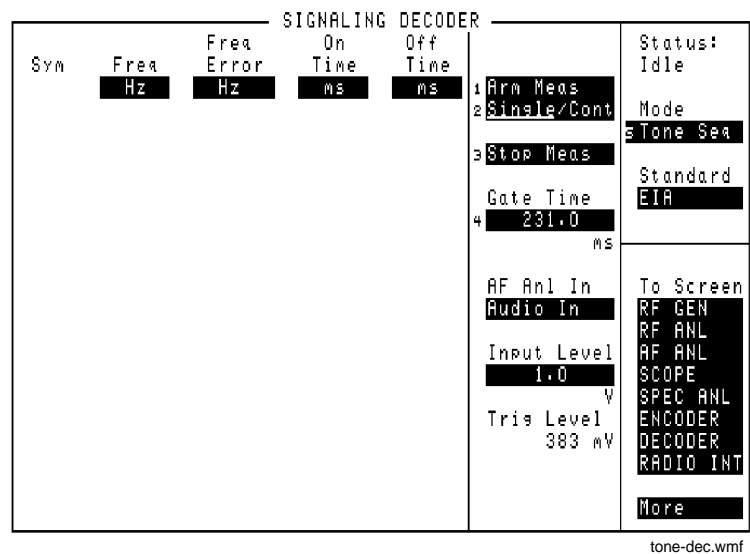 SIGNALING DECODER
Sym
Freq
Freq
Error
On
Time
Off
Time
Hz
Hz
ms
ms
1 Arm Meas
2 Single/Cont
3 Stop Meas
Gate Time
4 231.0
ms
AF Anl In
Audio In
Input Level
1.0
V
Trig Level
383 mV
Status:
Idle
Mode
s Tone Seq
Standard
EIA
To Screen
RF GEN
RF ANL
AF ANL
SCOPE
SPEC ANL
ENCODER
DECODER
RADIO INT
More
tone-dec.wmf